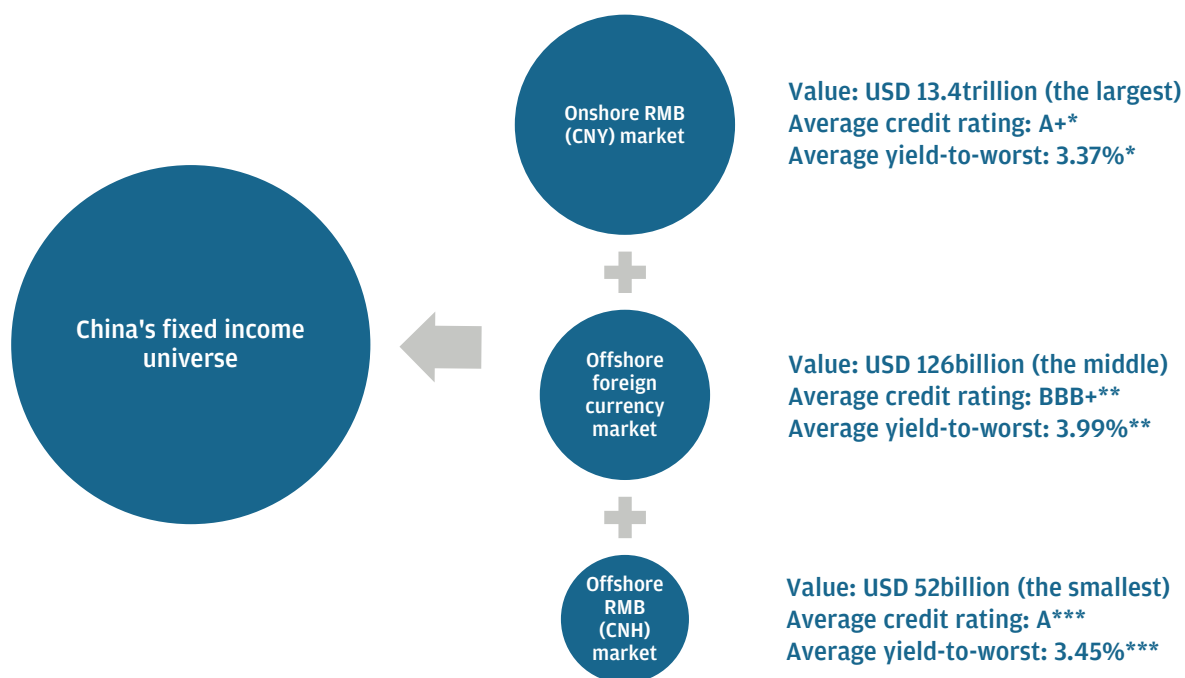 Onshore RMB
(CNY) market
Value: USD 13.4trillion (the largest)
Average credit rating: A+*
Average yield-to-worst: 3.37%*
China's fixed income
universe
Offshore
foreign
currency
market
Value: USD 126billion (the middle)
Average credit rating: BBB+**
Average yield-to-worst: 3.99%**
Offshore
RMB
(CNH)
market
Value: USD 52billion (the smallest)
Average credit rating: A***
Average yield-to-worst: 3.45%***